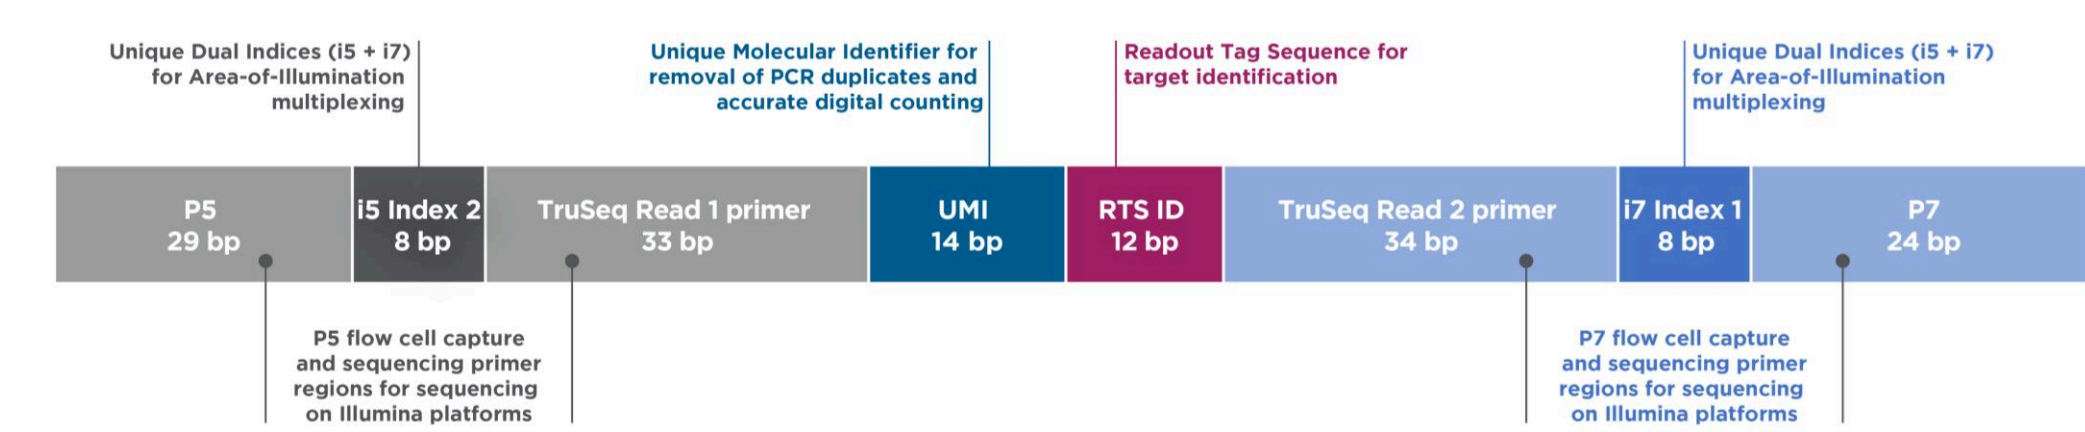 Unique Dual Indices (i5 + i7)
for Area-of-Illumination
multiplexing
Unique Molecular Identifier for
removal of PCR duplicates and
accurate digital counting
Readout Tag Sequence for
target identification
Unique Dual Indices (i5 + i7)
for Area-of-Illumination
multiplexing
P5
29 bp
i5 Index 2
8 bp
TruSeq Read 1 primer
33 bp
UMI
14 bp
RTS ID
12 bp
TruSeq Read 2 primer
34 bp
i7 Index 1
8 bp
P7
24 bp
P5 flow cell capture
and sequencing primer
regions for sequencing
on Illumina platforms
P7 flow cell capture
and sequencing primer
regions for sequencing
on Illumina platforms